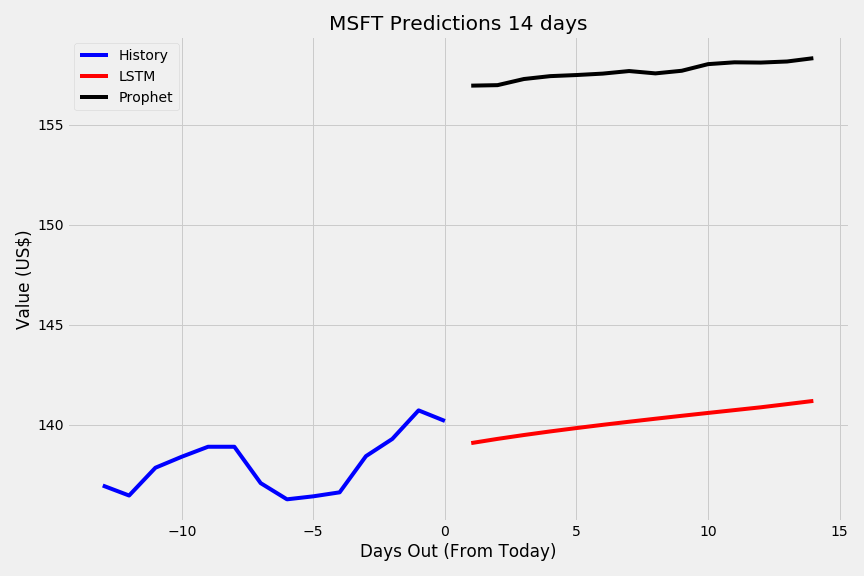 MSFT Predictions 14 days
History
LSTM
Prophet
155
150
145
140
Value (US$)
−10
−5
0
5
10
15
Days Out (From Today)